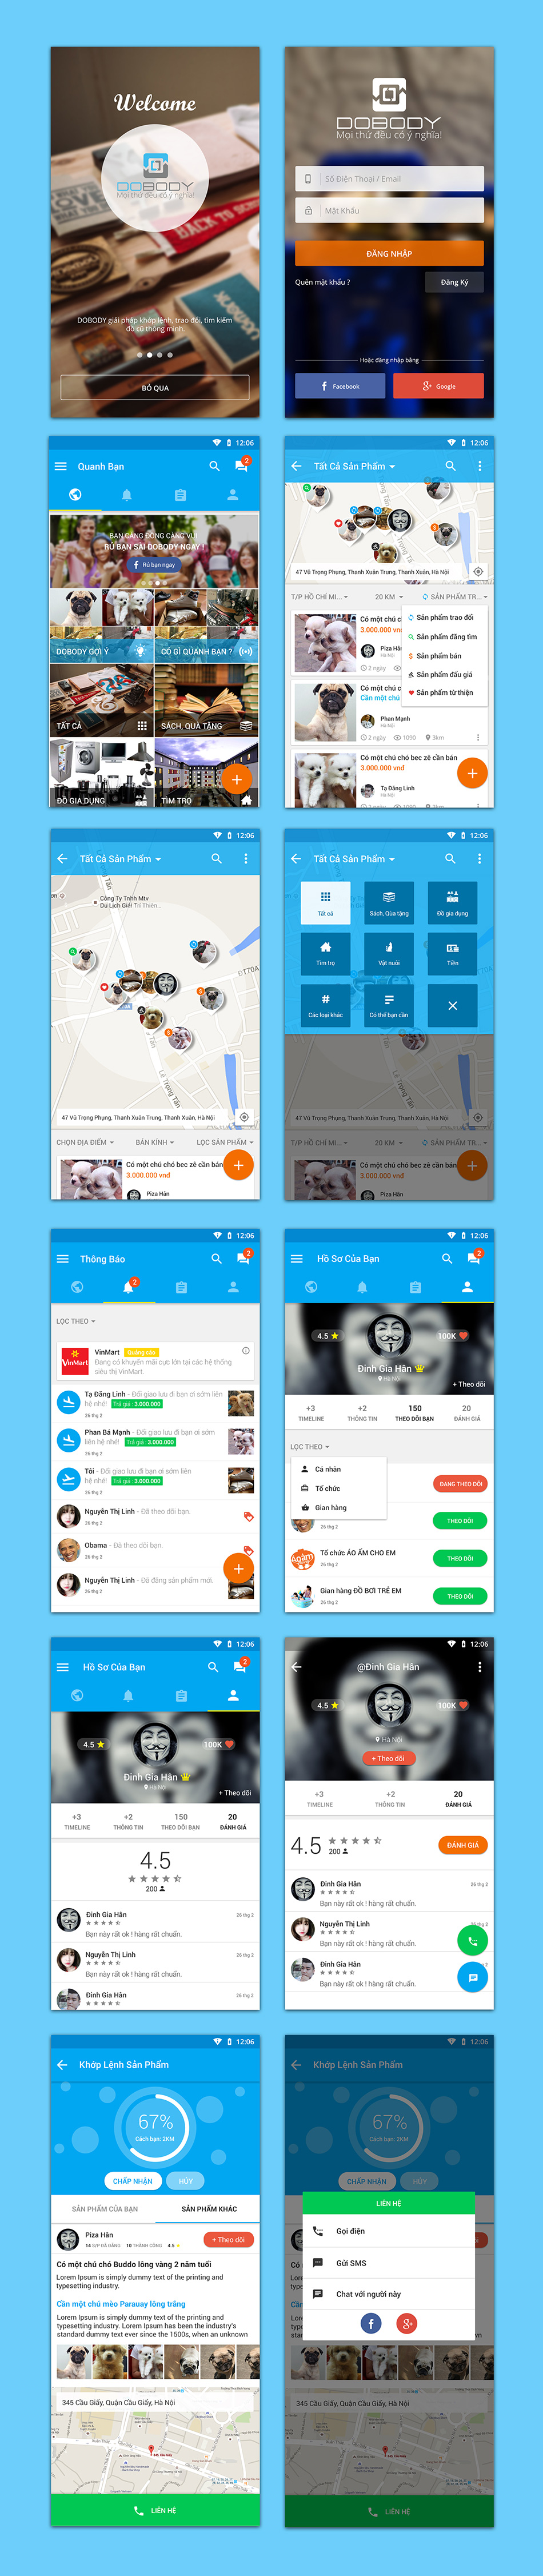 Welcome
DOBODY
Mọi thứ đều có ý nghĩa!
BACK TO SC
DOBODY giải pháp khớp lệnh, trao đổi, tìm kiếm
đồ cũ thông minh.
BỎ QUA
DOBODY
Mọi thứ đều có ý nghĩa!
Số Điện Thoại / Email
Mật Khẩu
ĐĂNG NHẬP
Quên mật khẩu ?
Đăng Ký
Hoặc đăng nhập bằng
Facebook
Google
12:06
Quanh Bạn
2
BẠN CÀNG ĐÔNG CÀNG VUI
RỦ BẠN SÀI DOBODY NGAY !
Rủ bạn ngay
DOBODY GỢI Ý
CÓ GÌ QUANH BẠN ?
TẤT CẢ
SÁCH, QUÀ TẶNG
ĐỒ GIA DỤNG
TÌM TRỌ
12:06
Tất Cả Sản Phẩm
47 Vũ Trọng Phụng, Thanh Xuân Trung, Thanh Xuân, Hà Nội
T/P HỒ CHÍ MI...
20 KM
SẢN PHẨM TR...
Sản phẩm trao đổi
Sản phẩm đăng tìm
Sản phẩm bán
Sản phẩm đấu giá
Sản phẩm từ thiện
Có một chú c
3.000.000 vn
Piza Hân
Hà Nội
2 ngày
Có một chú c
Cần một chú
Phan Mạnh
Hà Nội
2 ngày
1090
3km
Có một chú chó bec zê cần bán
3.000.000 vnđ
Tạ Đăng Linh
Hà Nội
12:06
Tất Cả Sản Phẩm
Công Ty Tnhh Mtv
Du Lịch Giải Trí Thiên...
ĐT70A
Lê Trọng Tấn
47 Vũ Trọng Phụng, Thanh Xuân Trung, Thanh Xuân, Hà Nội
CHỌN ĐỊA ĐIỂM
BÁN KÍNH
LỌC SẢN PHẨM
Có một chú chó bec zê cần bán
3.000.000 vnđ
Piza Hân
12:06
Tất Cả Sản Phẩm
Tất cả
Sách, Qùa tặng
Đồ gia dụng
Tìm trọ
Vật nuôi
Tiền
Các loại khác
Có thể bạn cần
Lê Trọng Tấn
47 Vũ Trọng Phụng, Thanh Xuân Trung, Thanh Xuân, Hà Nội
T/P HỒ CHÍ MI...
20 KM
SẢN PHẨM TR...
Có một chú chó bec zê cần bán
3.000.000 vnđ
Piza Hân
12:06
Thông Báo
2
2
LỌC THEO
VinMart
VinMart
Quảng cáo
Đang có khuyến mãi cực lớn tại các hệ thống
siêu thị VinMart.
Tạ Đăng Linh - Đổi giao lưu đi bạn ơi sớm liên
hệ nhé! Trả giá : 3.000.000
26 thg 2
Phan Bá Mạnh - Đổi giao lưu đi bạn ơi sớm
liên hệ nhé! Trả giá : 3.000.000
26 thg 2
Tôi - Đổi giao lưu đi bạn ơi sớm liên
hệ nhé! Trả giá : 3.000.000
26 thg 2
Nguyễn Thị Linh - Đã theo dõi bạn.
26 thg 2
Obama - Đã theo dõi bạn.
26 thg 2
Nguyễn Thị Linh - Đã đăng sản phẩm mới.
26 thg 2
12:06
Hồ Sơ Của Bạn
2
4.5
100K
Đinh Gia Hân
Hà Nội
+ Theo dõi
+3
TIMELINE
+2
THÔNG TIN
150
THEO DÕI BẠN
20
ĐÁNH GIÁ
LỌC THEO
Cá nhân
Tổ chức
Gian hàng
ĐANG THEO DÕI
26 thg 2
THEO DÕI
Tổ chức ÁO ẤM CHO EM
26 thg 2
THEO DÕI
Gian hàng ĐỒ BƠI TRẺ EM
26 thg 2
THEO DÕI
12:06
Hồ Sơ Của Bạn
2
4.5
100K
Đinh Gia Hân
Hà Nội
+ Theo dõi
+3
TIMELINE
+2
THÔNG TIN
150
THEO DÕI BẠN
20
ĐÁNH GIÁ
4.5
200
Đinh Gia Hân
26 thg 2
Bạn này rất ok ! hàng rất chuẩn.
Nguyễn Thị Linh
26 thg 2
Bạn này rất ok ! hàng rất chuẩn.
Đinh Gia Hân
26 thg 2
12:06
@Đinh Gia Hân
4.5
100K
Hà Nội
+ Theo dõi
+3
TIMELINE
+2
THÔNG TIN
20
ĐÁNH GIÁ
4.5
200
ĐÁNH GIÁ
Đinh Gia Hân
26 thg 2
Bạn này rất ok ! hàng rất chuẩn.
Nguyễn Thị Linh
26 thg 2
Bạn này rất ok ! hàng rất chuẩn.
Đinh Gia Hân
Bạn này rất ok ! hàng rất chuẩn.
12:06
Khớp Lệnh Sản Phẩm
67%
Cách bạn: 2KM
CHẤP NHẬN
HỦY
SẢN PHẨM CỦA BẠN
SẢN PHẨM KHÁC
Piza Hân
14 S/P ĐÃ ĐĂNG
10 THÀNH CÔNG
4.5
+ Theo dõi
Có một chú chó Buddo lông vàng 2 năm tuổi
Lorem Ipsum is simply dummy text of the printing and
typesetting industry.
Cần một chú mèo Parauay lông trắng
Lorem Ipsum is simply dummy text of the printing and
typesetting industry. Lorem Ipsum has been the industry's
standard dummy text ever since the 1500s, when an unknown
345 Cầu Giấy, Quận Cầu Giấy, Hà Nội
LIÊN HỆ
12:06
Khớp Lệnh Sản Phẩm
67%
Cách bạn: 2KM
CHẤP NHẬN
HỦY
LIÊN HỆ
Gọi điện
Gửi SMS
Chat với người này
345 Cầu Giấy, Quận Cầu Giấy, Hà Nội
LIÊN HỆ